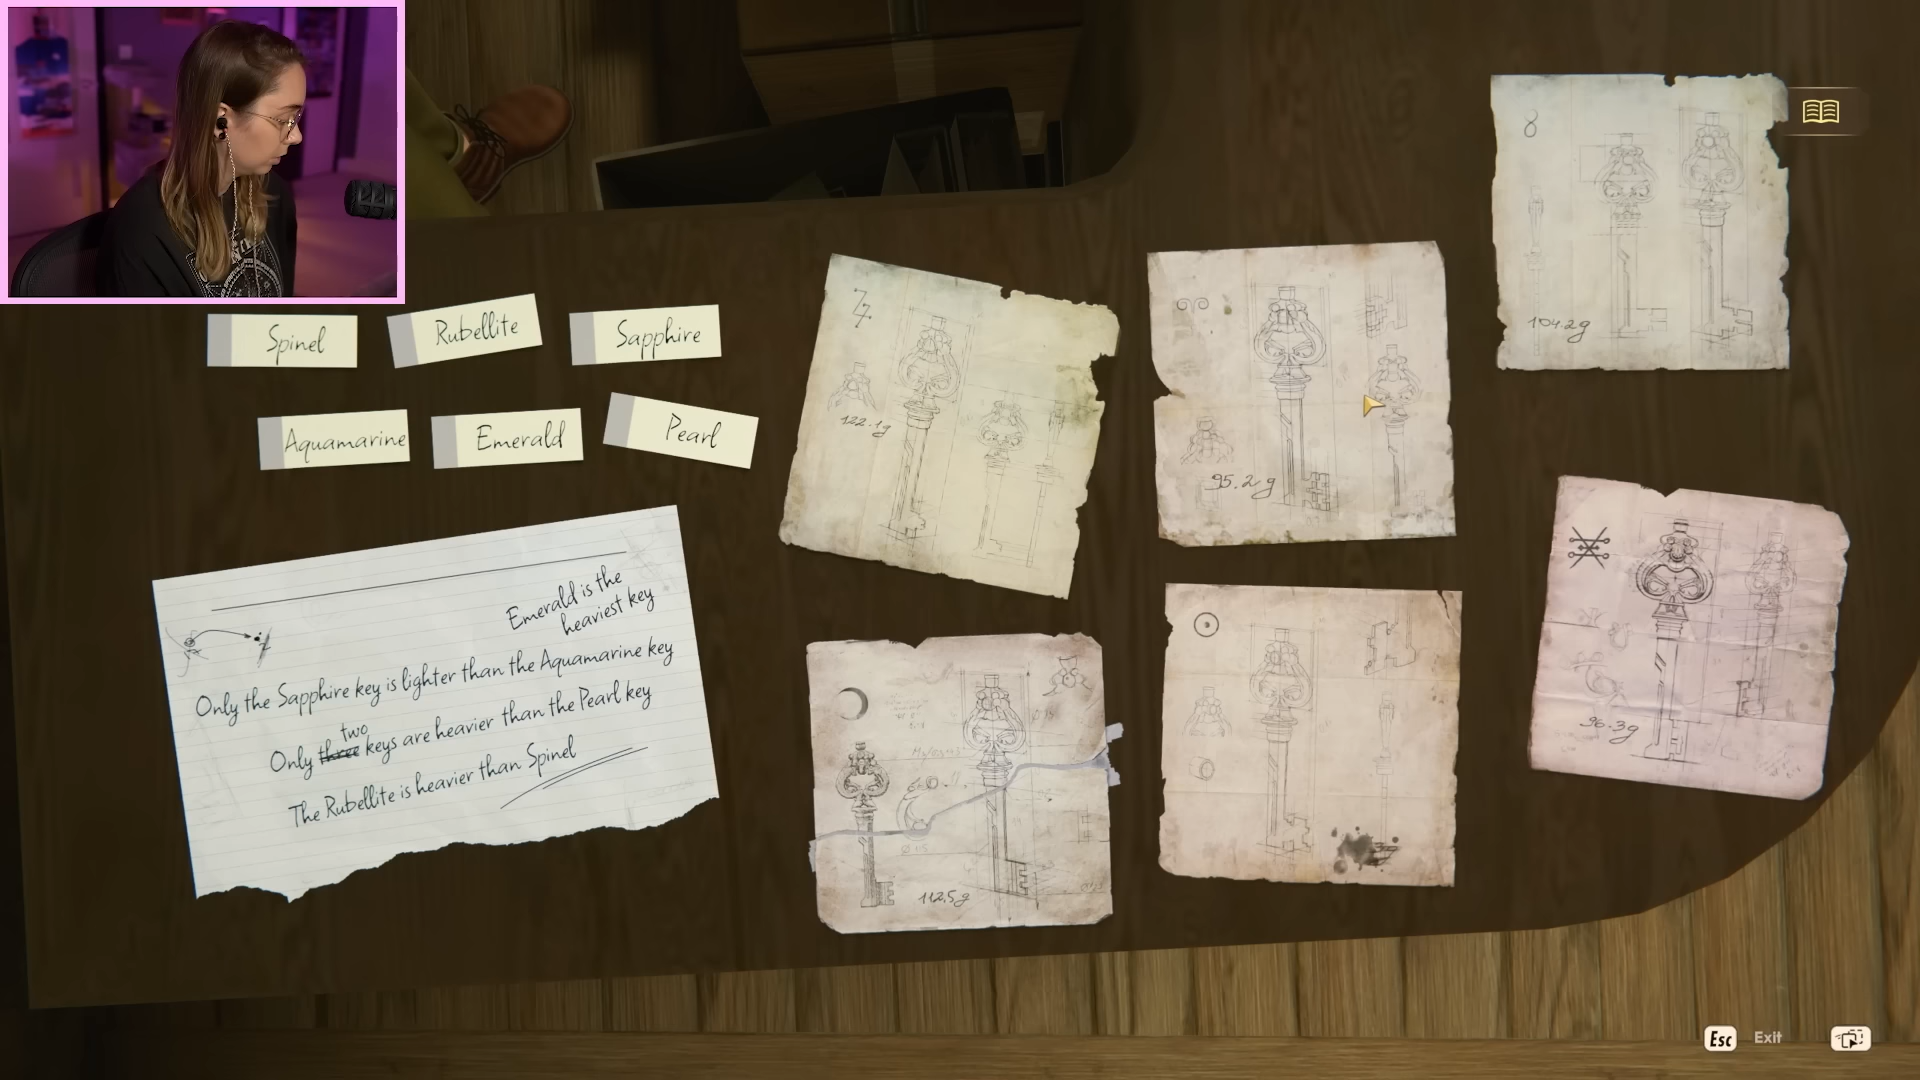 Spinel
Rubellite
Sapphire
Aquamarine
Emerald
Pearl
Emerald is the
heaviest key
Only the Sapphire key is lighter than the Aquamarine key
two
Only three keys are heavier than the Pearl key
The Rubellite is heavier than Spinel
122.1g
95.2g
8
104.2g
112.5g
96.3g
Esc Exit